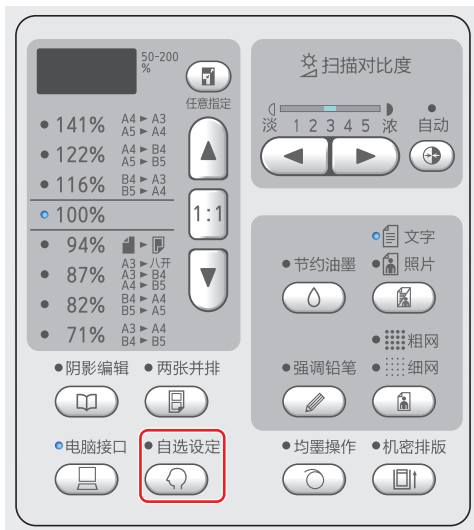 50-200
%
任意指定
141% A4 ► A3
A5 ► A4
122% A4 ► B4
A5 ► B5
116% B4 ► A3
B5 ► A4
100%
1:1
94%
87% A3 ► 八开
A3 ► B4
A4 ► B5
82% B4 ► A4
B5 ► A5
71% A3 ► A4
B4 ► B5
扫描对比度
淡 1 2 3 4 5 浓 自动
文字
节约油墨 照片
粗网
强调铅笔 细网
阴影编辑 两张并排
电脑接口 自选设定 均墨操作 机密排版